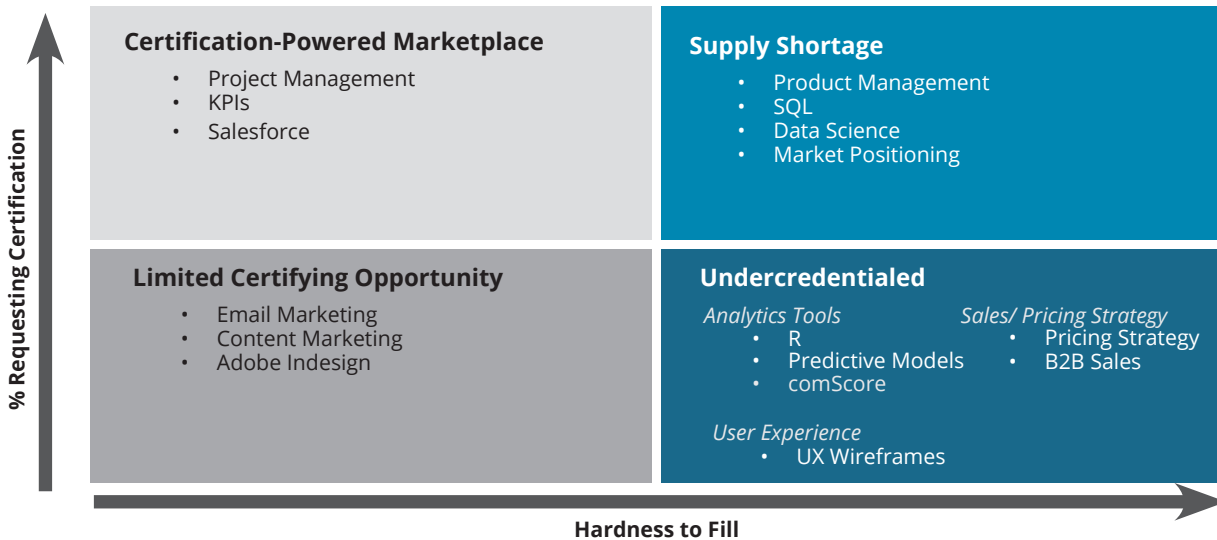 % Requesting Certification
Certification-Powered Marketplace
• Project Management
• KPIs
• Salesforce
Supply Shortage
• Product Management
• SQL
• Data Science
• Market Positioning
Limited Certifying Opportunity
• Email Marketing
• Content Marketing
• Adobe Indesign
Undercredentialed
Analytics Tools
• R
• Predictive Models
• comScore
Sales/ Pricing Strategy
• Pricing Strategy
• B2B Sales
User Experience
• UX Wireframes
Hardness to Fill